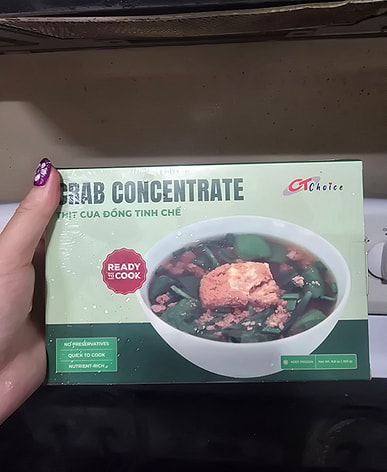 CRAB CONCENTRATE
THỊT CUA ĐỒNG TINH CHẾ
CT Choice
READY
TO
COOK
NO PRESERVATIVES
QUICK TO COOK
NUTRIENT-RICH
KEEP FROZEN